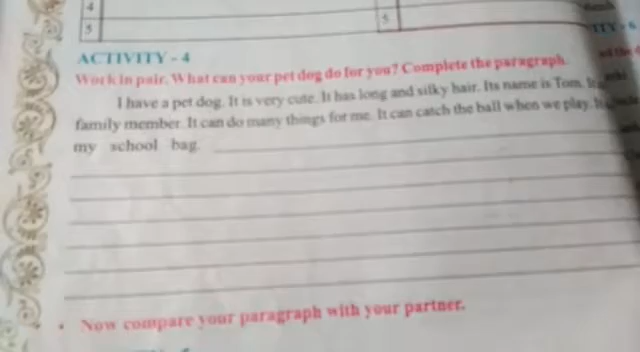 4
5
5
ACTIVITY - 4
Work in pair. What can your pet dog do for you? Complete the paragraph.
I have a pet dog. It is very cute. It has long and silky hair. Its name is Tom. It
family member. It can do many things for me. It can catch the ball when we play. It
my school bag.
Now compare your paragraph with your partner.